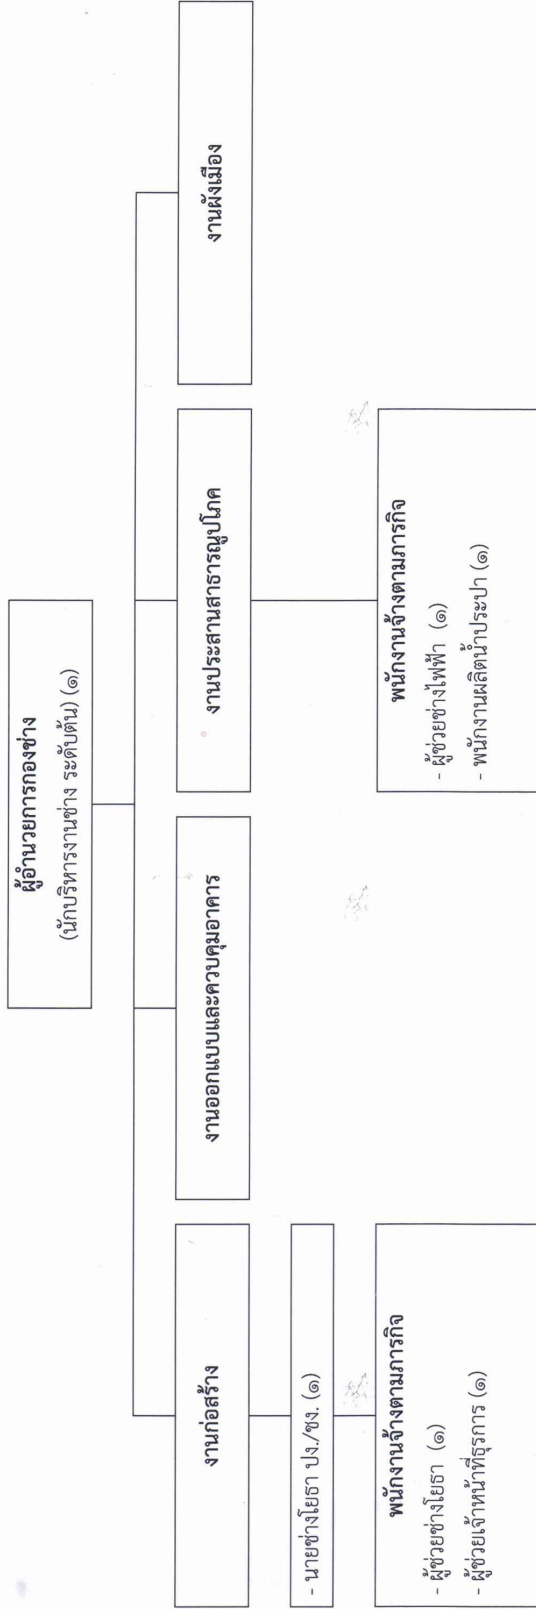 ผู้อำนวยการกองช่าง
(นักบริหารงานช่าง ระดับต้น) (๑)
งานก่อสร้าง
งานออกแบบและควบคุมอาคาร
งานประสานสาธารณูปโภค
งานผังเมือง
- นายช่างโยธา ปง./ชง. (๑)
พนักงานจ้างตามภารกิจ
- ผู้ช่วยช่างโยธา (๑)
- ผู้ช่วยเจ้าหน้าที่ธุรการ (๑)
พนักงานจ้างตามภารกิจ
- ผู้ช่วยช่างไฟฟ้า (๑)
- พนักงานผลิตน้ำประปา (๑)